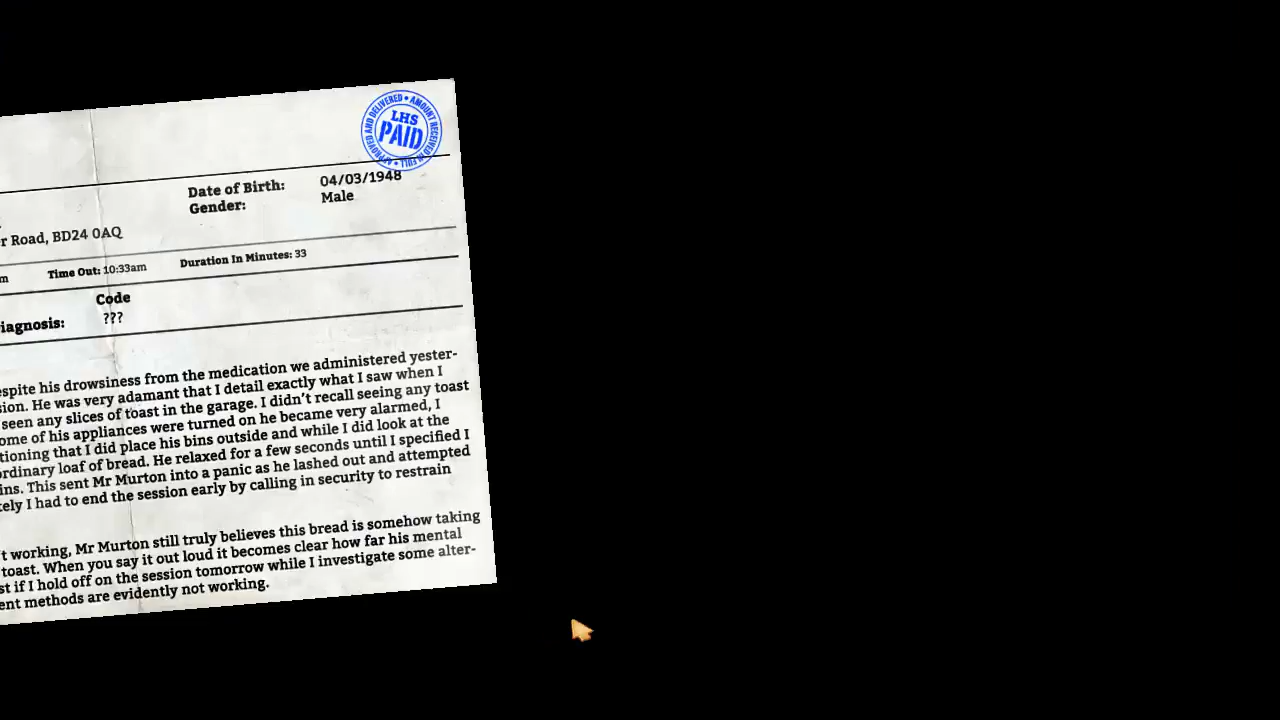 APPROVED AND DELIVERED • AMOUNT RECEIVED IN FULL •
LHS
PAID
Date of Birth: 04/03/1948
Gender: Male
r Road, BD24 0AQ
m Time Out: 10:33am Duration In Minutes: 33
Code
iagnosis: ???
espite his drowsiness from the medication we administered yester-
sion. He was very adamant that I detail exactly what I saw when I
seen any slices of toast in the garage. I didn't recall seeing any toast
ome of his appliances were turned on he became very alarmed, I
tioning that I did place his bins outside and while I did look at the
ordinary loaf of bread. He relaxed for a few seconds until I specified I
ins. This sent Mr Murton into a panic as he lashed out and attempted
tely I had to end the session early by calling in security to restrain
't working, Mr Murton still truly believes this bread is somehow taking
toast. When you say it out loud it becomes clear how far his mental
st if I hold off on the session tomorrow while I investigate some alter-
ent methods are evidently not working.